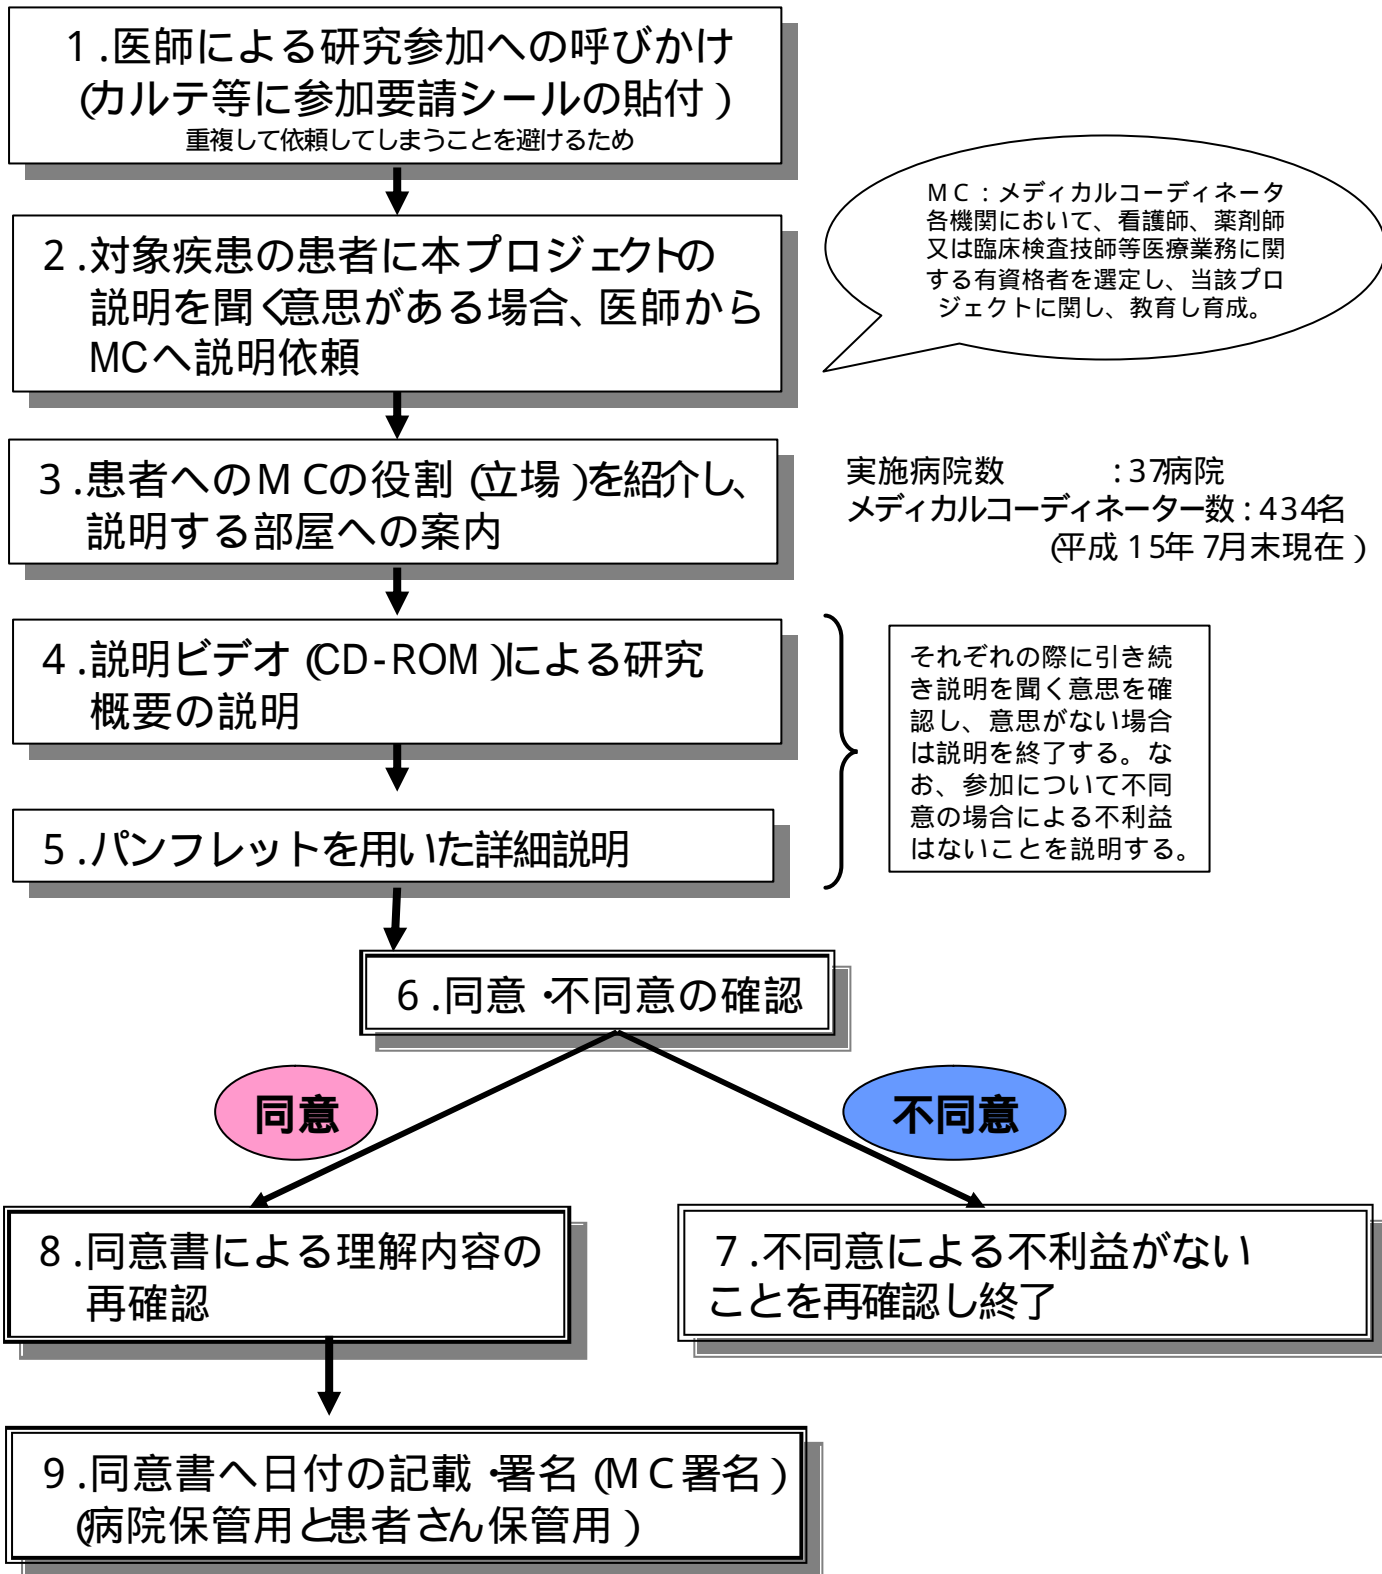 1.医師による研究参加への呼びかけ
(カルテ等に参加要請シールの貼付)
重複して依頼してしまうことを避けるため
MC:メディカルコーディネータ
各機関において、看護師、薬剤師
又は臨床検査技師等医療業務に関
する有資格者を選定し、当該プロ
ジェクトに関し、教育し育成。
2.対象疾患の患者に本プロジェクトの
説明を聞く意思がある場合、医師から
MCへ説明依頼
3.患者へのMCの役割(立場)を紹介し、
説明する部屋への案内
実施病院数 :37病院
メディカルコーディネーター数:434名
(平成15年7月末現在)
4.説明ビデオ(CD-ROM)による研究
概要の説明
5.パンフレットを用いた詳細説明
それぞれの際に引き続
き説明を聞く意思を確
認し、意思がない場合
は説明を終了する。な
お、参加について不同
意の場合による不利益
はないことを説明する。
6.同意・不同意の確認
同意
不同意
8.同意書による理解内容の
再確認
7.不同意による不利益がない
ことを再確認し終了
9.同意書へ日付の記載・署名(MC署名)
(病院保管用と患者さん保管用)